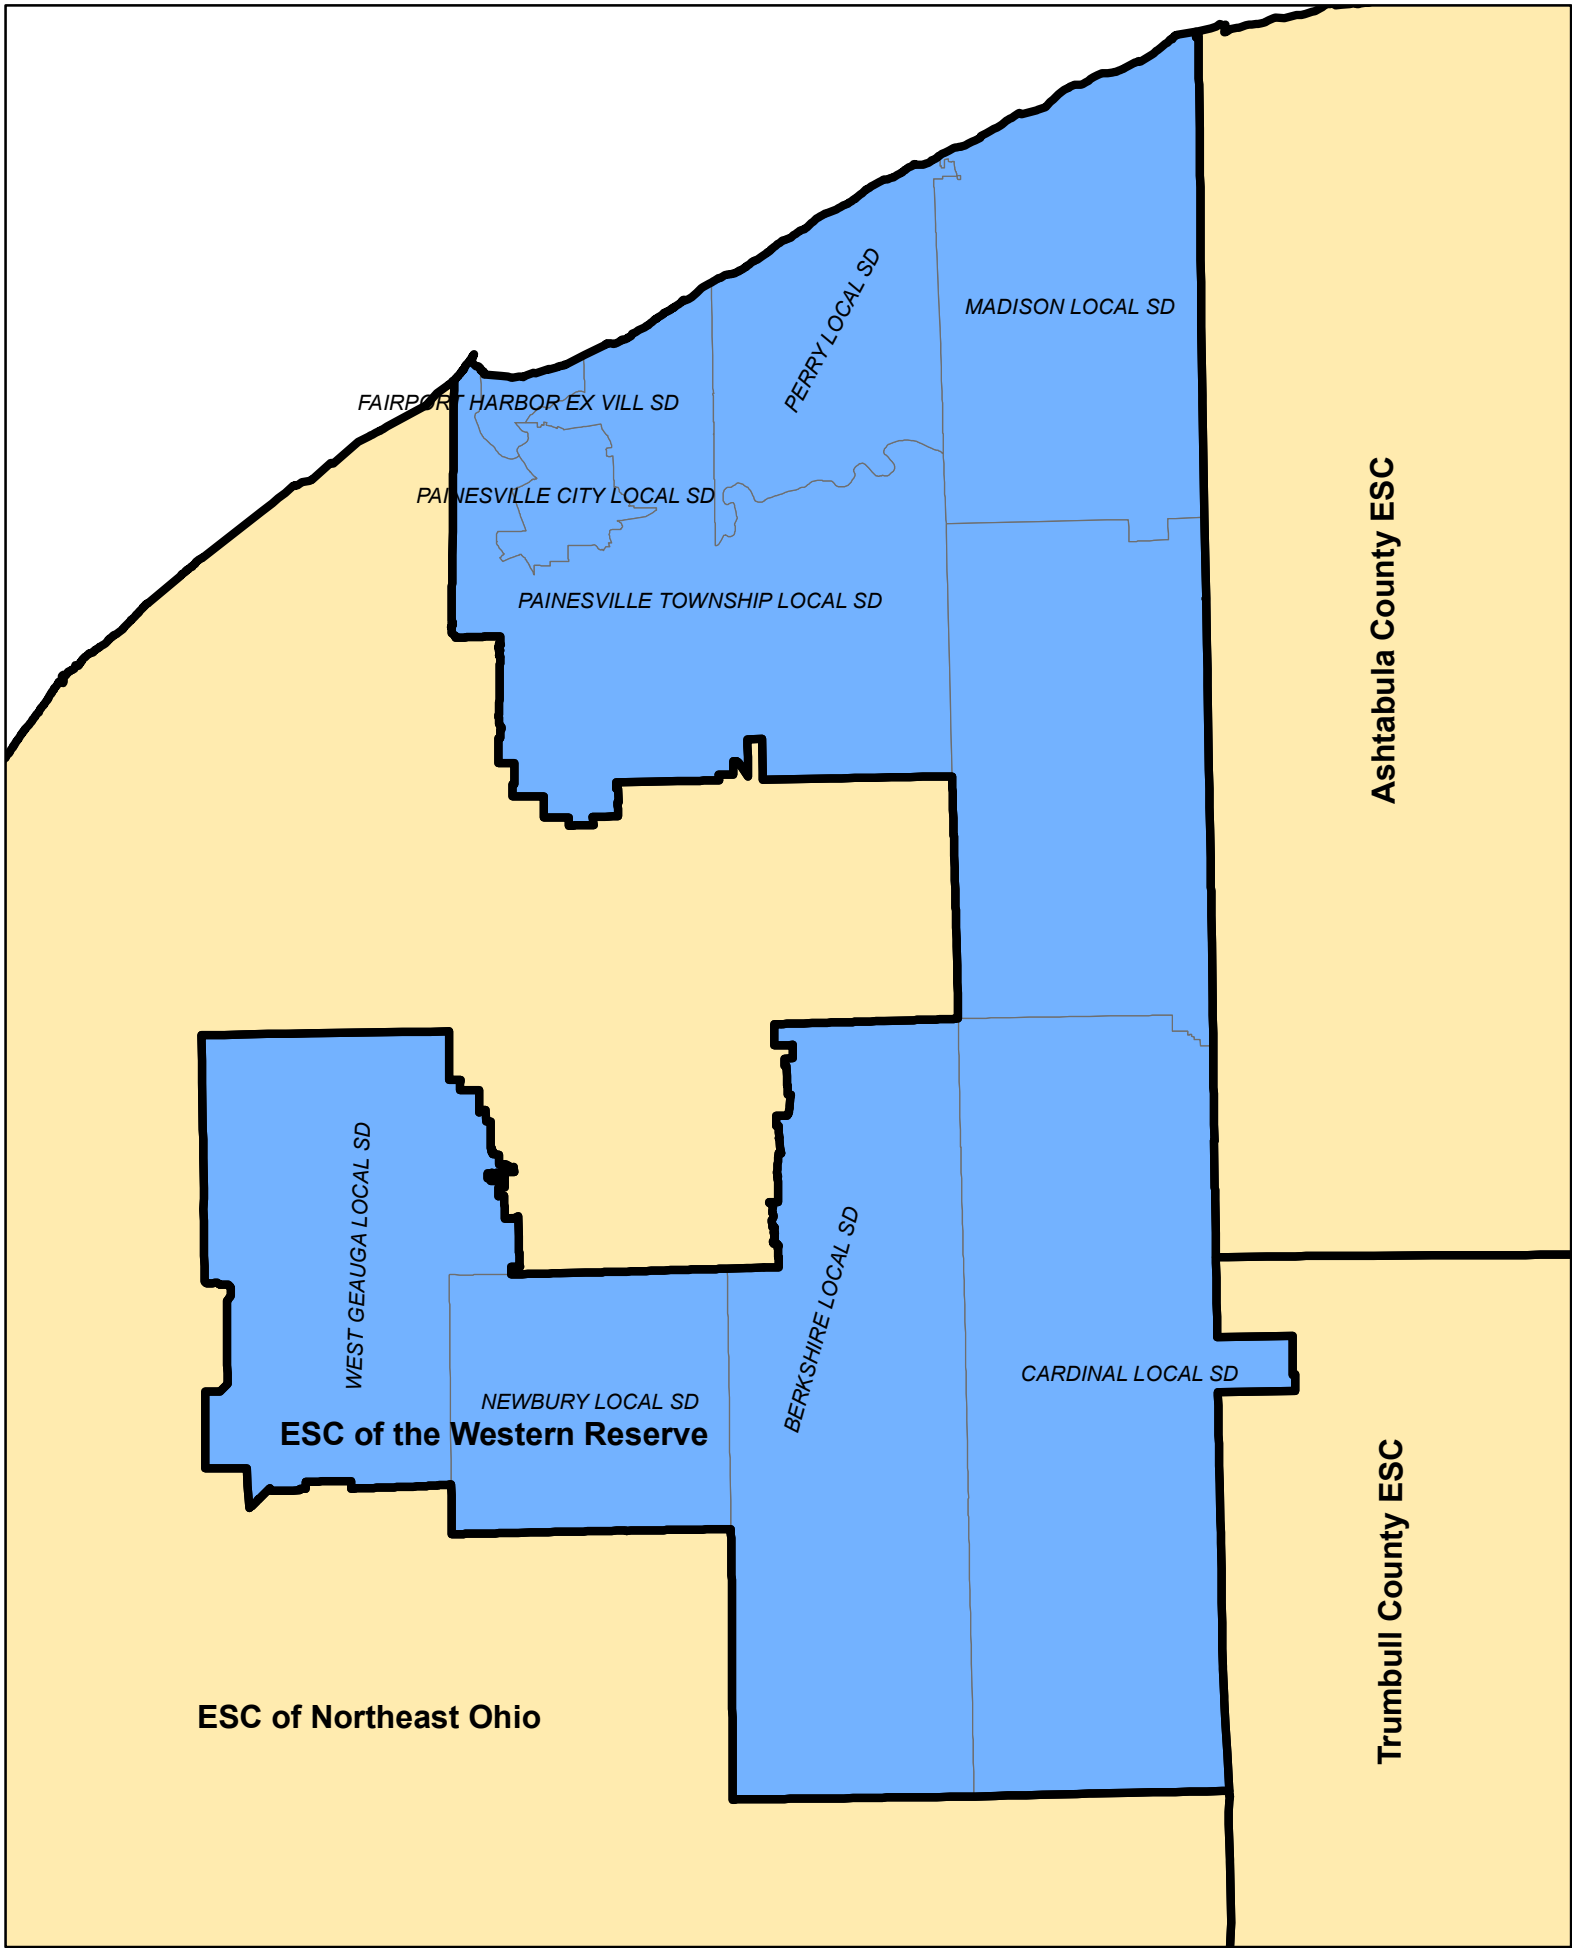 PERRY LOCAL SD
MADISON LOCAL SD
FAIRPORT HARBOR EX VILL SD
PAINESVILLE CITY LOCAL SD
PAINESVILLE TOWNSHIP LOCAL SD
Ashtabula County ESC
WEST GEAUGA LOCAL SD
BERKSHIRE LOCAL SD
CARDINAL LOCAL SD
NEWBURY LOCAL SD
ESC of the Western Reserve
Trumbull County ESC
ESC of Northeast Ohio